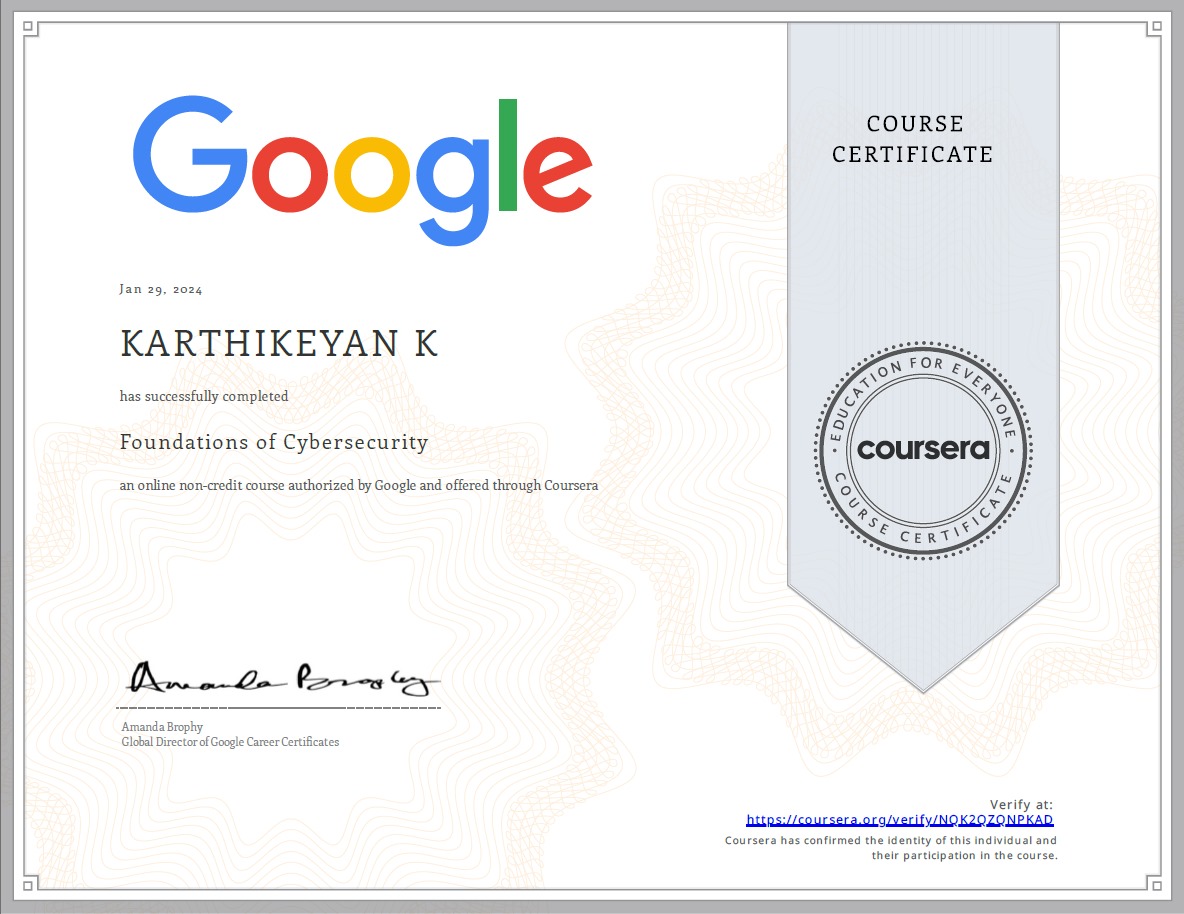 Google
COURSE
CERTIFICATE
Jan 29, 2024
KARTHIKEYAN K
has successfully completed
Foundations of Cybersecurity
an online non-credit course authorized by Google and offered through Coursera
EDUCATION FOR EVERYONE
coursera
COURSE CERTIFICATE
Amanda Brophy
Amanda Brophy
Global Director of Google Career Certificates
Verify at:
https://coursera.org/verify/NQK2QZQNPKAD
Coursera has confirmed the identity of this individual and
their participation in the course.